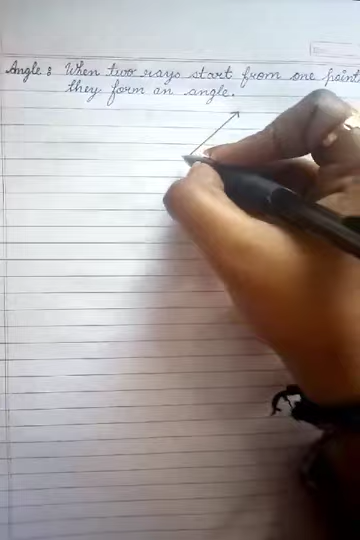 Angle : When two rays start from one point
they form an angle.